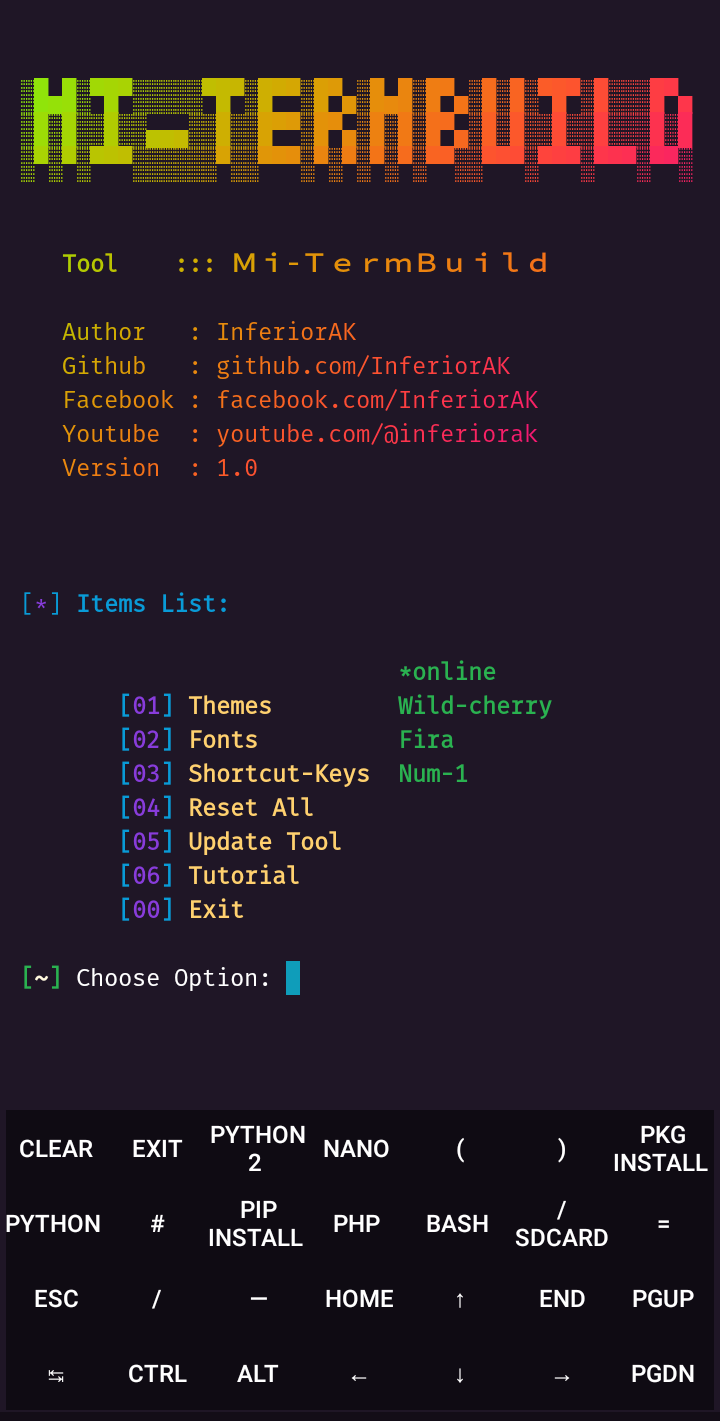 MI-TERMBUILD
Tool ::: Mi-TermBuild
Author : InferiorAK
Github : github.com/InferiorAK
Facebook : facebook.com/InferiorAK
Youtube : youtube.com/@inferiorak
Version : 1.0
[*] Items List:
*online
[01] Themes Wild-cherry
[02] Fonts Fira
[03] Shortcut-Keys Num-1
[04] Reset All
[05] Update Tool
[06] Tutorial
[00] Exit
[~] Choose Option:
CLEAR EXIT PYTHON 2 NANO ( ) PKG INSTALL
PYTHON # PIP INSTALL PHP BASH / SDCARD =
ESC / — HOME ↑ END PGUP
↹ CTRL ALT ← ↓ → PGDN